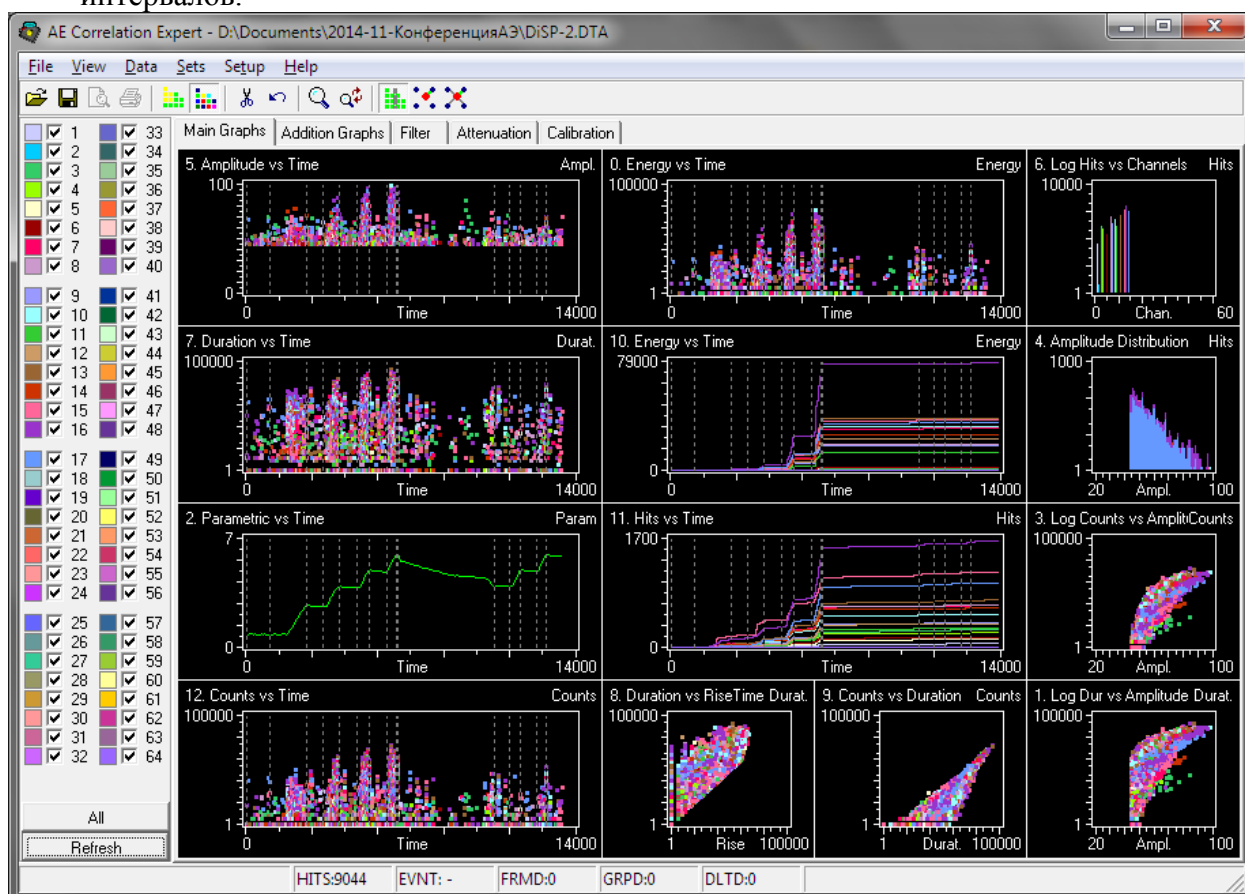 интервалов.
AE Correlation Expert - D:\Documents\2014-11-КонференцияАЭ\DiSP-2.DTA
File View Data Sets Setup Help
Main Graphs Addition Graphs Filter Attenuation Calibration
1 33
2 34
3 35
4 36
5 37
6 38
7 39
8 40
9 41
10 42
11 43
12 44
13 45
14 46
15 47
16 48
17 49
18 50
19 51
20 52
21 53
22 54
23 55
24 56
25 57
26 58
27 59
28 60
29 61
30 62
31 63
32 64
All
Refresh
5. Amplitude vs Time Ampl.
100
0
0 Time 14000
0. Energy vs Time Energy
100000
1
0 Time 14000
6. Log Hits vs Channels Hits
10000
1
0 Chan. 60
7. Duration vs Time Durat.
100000
1
0 Time 14000
10. Energy vs Time Energy
79000
0
0 Time 14000
4. Amplitude Distribution Hits
1000
1
20 Ampl. 100
2. Parametric vs Time Param
7
0
0 Time 14000
11. Hits vs Time Hits
1700
0
0 Time 14000
3. Log Counts vs AmplitCounts
100000
1
20 Ampl. 100
12. Counts vs Time Counts
100000
1
0 Time 14000
8. Duration vs RiseTime Durat.
100000
1
1 Rise 100000
9. Counts vs Duration Counts
100000
1
1 Durat. 100000
1. Log Dur vs Amplitude Durat.
100000
1
20 Ampl. 100
HITS:9044 EVNT: - FRMD:0 GRPD:0 DLTD:0